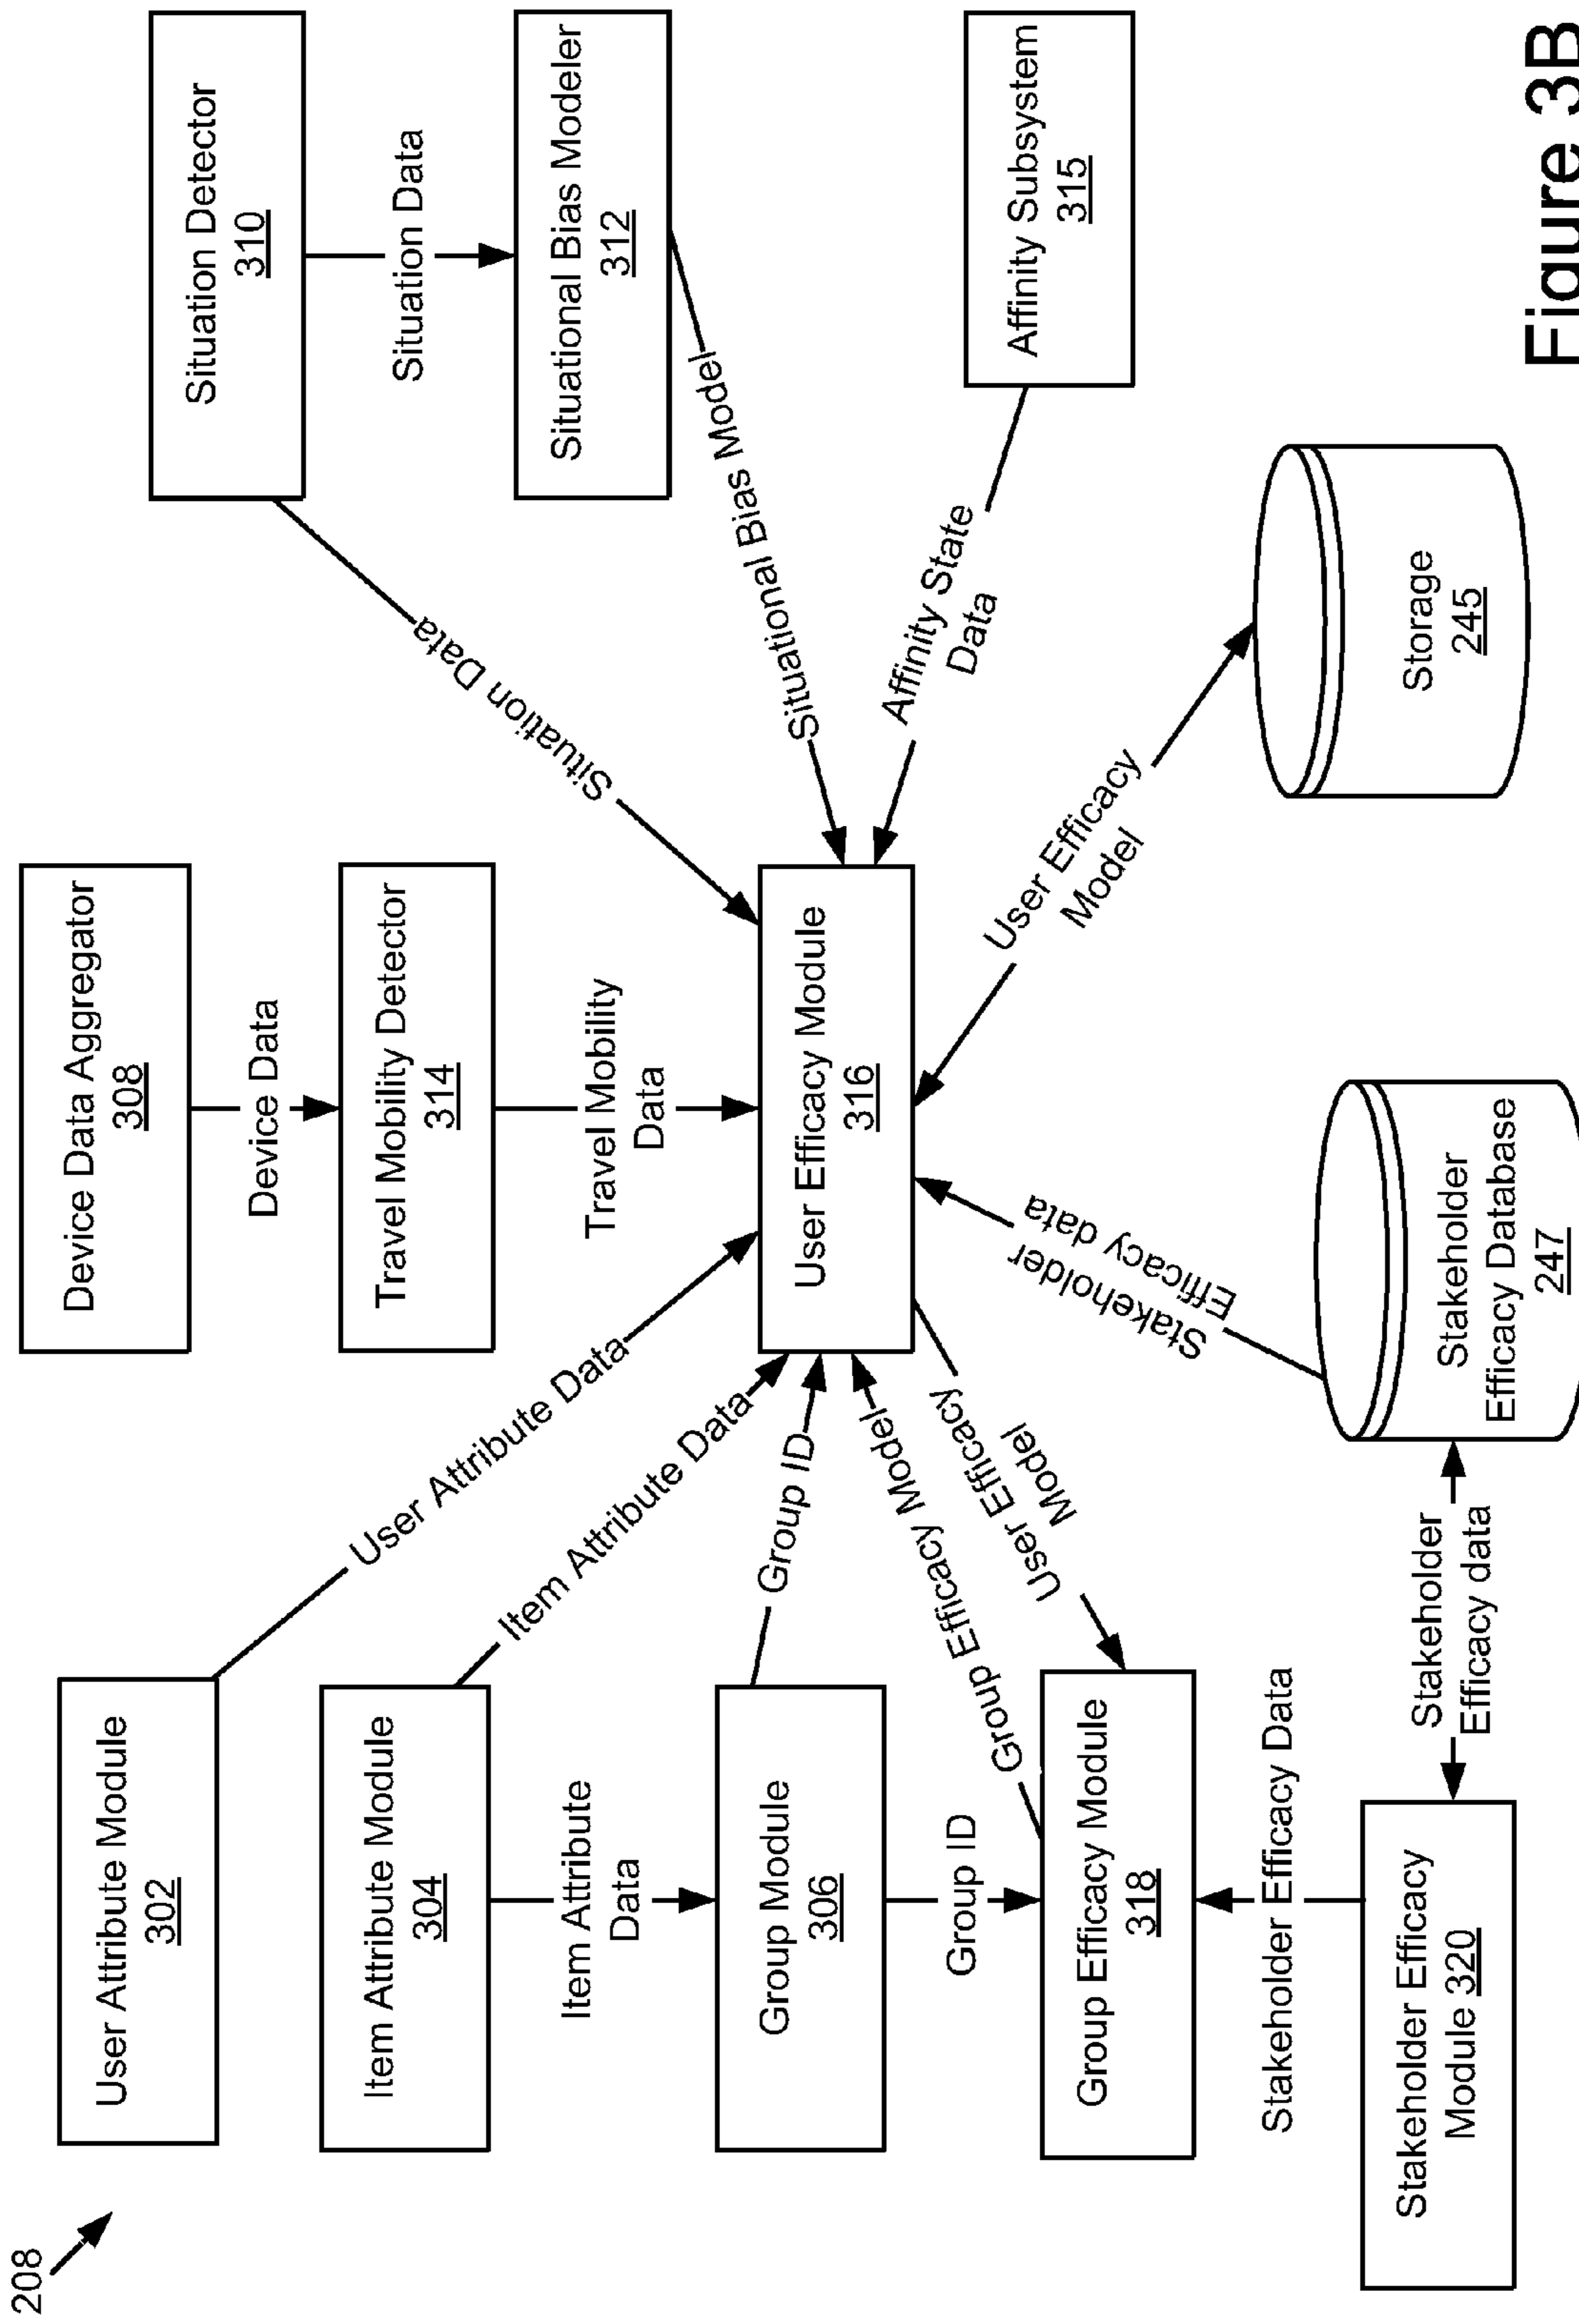 208
User Attribute Module
302
User Attribute Data
Item Attribute Module
304
Item Attribute Data
Item Attribute
Data
Group Module
306
Group ID
Group ID
Group Efficacy Module
318
Group Efficacy Model
User Efficacy
Model
Stakeholder Efficacy Data
Stakeholder Efficacy
Module 320
Stakeholder
Efficacy data
Device Data Aggregator
308
Device Data
Travel Mobility Detector
314
Travel Mobility
Data
User Efficacy Module
316
Stakeholder
Efficacy data
Stakeholder
Efficacy Database
247
Situation Detector
310
Situation Data
Situation Data
Situational Bias Modeler
312
Situational Bias Model
Affinity State
Data
Affinity Subsystem
315
User Efficacy
Model
Storage
245
Figure 3B